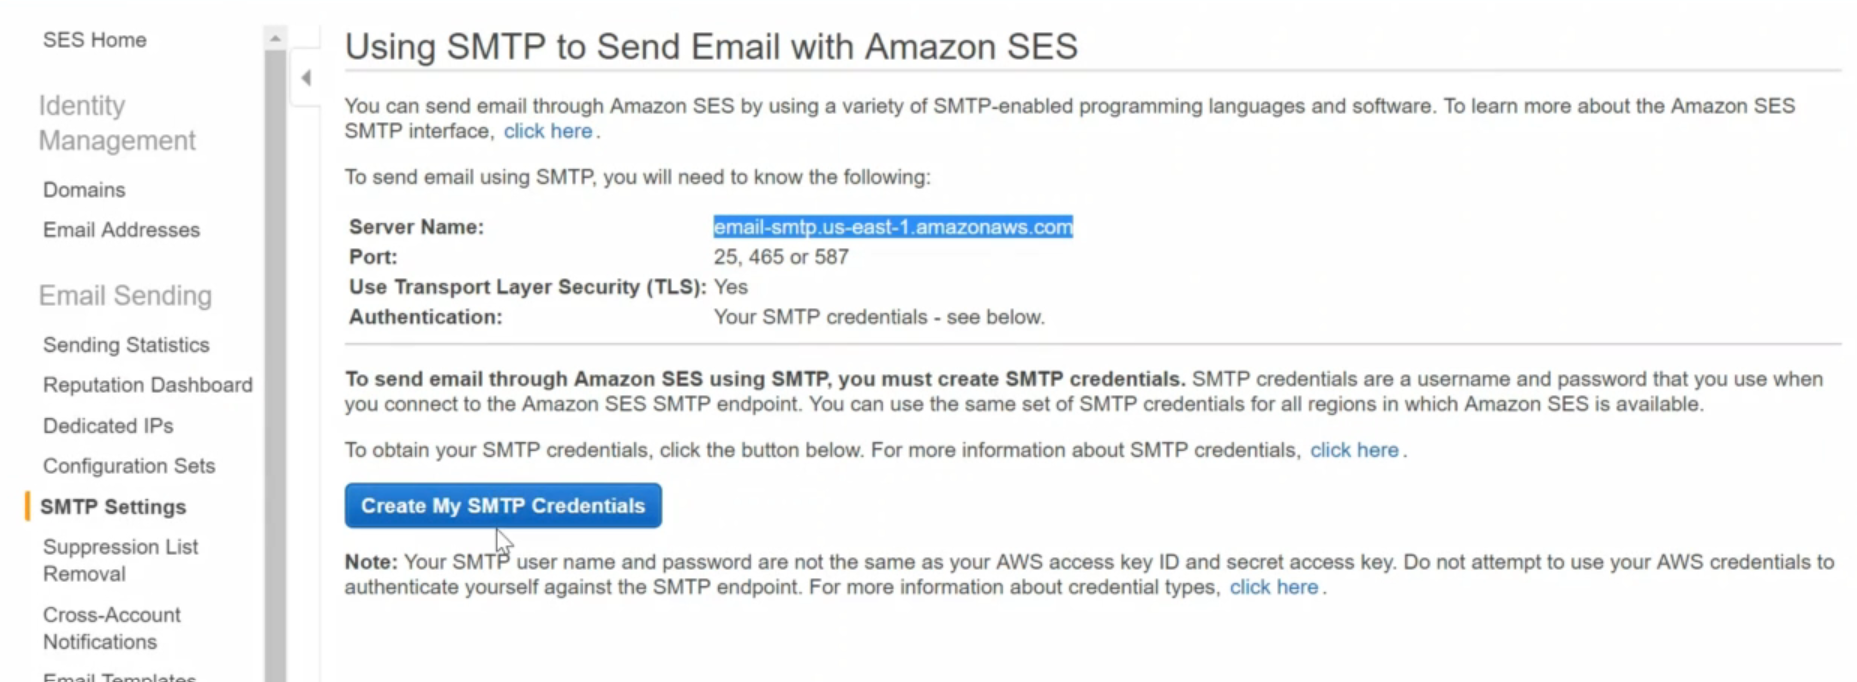 SES Home
Identity
Management
Domains
Email Addresses
Email Sending
Sending Statistics
Reputation Dashboard
Dedicated IPs
Configuration Sets
SMTP Settings
Suppression List
Removal
Cross-Account
Notifications
Email Templates
Using SMTP to Send Email with Amazon SES
You can send email through Amazon SES by using a variety of SMTP-enabled programming languages and software. To learn more about the Amazon SES
SMTP interface, click here.
To send email using SMTP, you will need to know the following:
Server Name: email-smtp.us-east-1.amazonaws.com
Port: 25, 465 or 587
Use Transport Layer Security (TLS): Yes
Authentication: Your SMTP credentials - see below.
To send email through Amazon SES using SMTP, you must create SMTP credentials. SMTP credentials are a username and password that you use when
you connect to the Amazon SES SMTP endpoint. You can use the same set of SMTP credentials for all regions in which Amazon SES is available.
To obtain your SMTP credentials, click the button below. For more information about SMTP credentials, click here.
Create My SMTP Credentials
Note: Your SMTP user name and password are not the same as your AWS access key ID and secret access key. Do not attempt to use your AWS credentials to
authenticate yourself against the SMTP endpoint. For more information about credential types, click here.